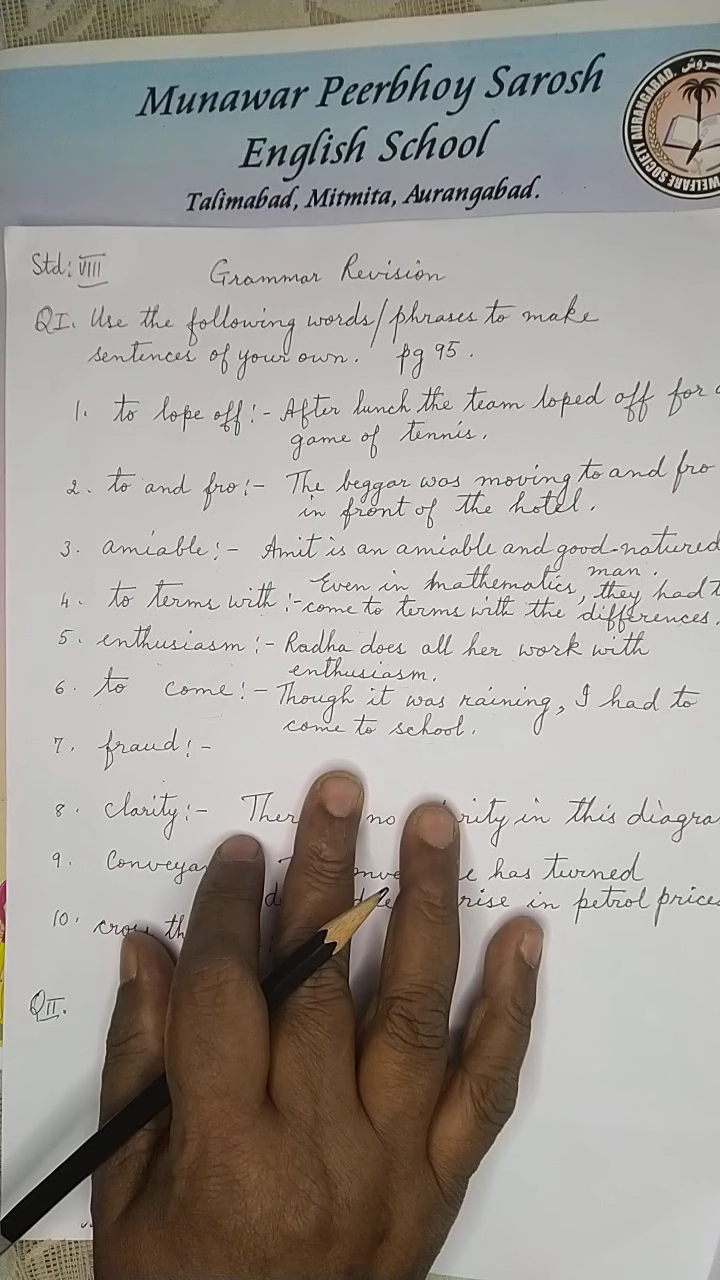 Munawar Peerbhoy Sarosh
English School
Talimabad, Mitmita, Aurangabad.
WELFARE SOCIETY AURANGABAD.
Std: VIII Grammar Revision
QI. Use the following words/phrases to make
sentences of your own. pg 95.
1. to lope off:- After lunch the team loped off for a
game of tennis.
2. to and fro:- The beggar was moving to and fro
in front of the hotel.
3. amiable:- Amit is an amiable and good-natured
man.
4. to terms with:- Even in mathematics, they had to
come to terms with the differences.
5. enthusiasm:- Radha does all her work with
enthusiasm.
6. to come:- Though it was raining, I had to
come to school.
7. fraud:-
8. clarity:- no in this
9. has turned
rise in petrol prices
10. cross
QII.